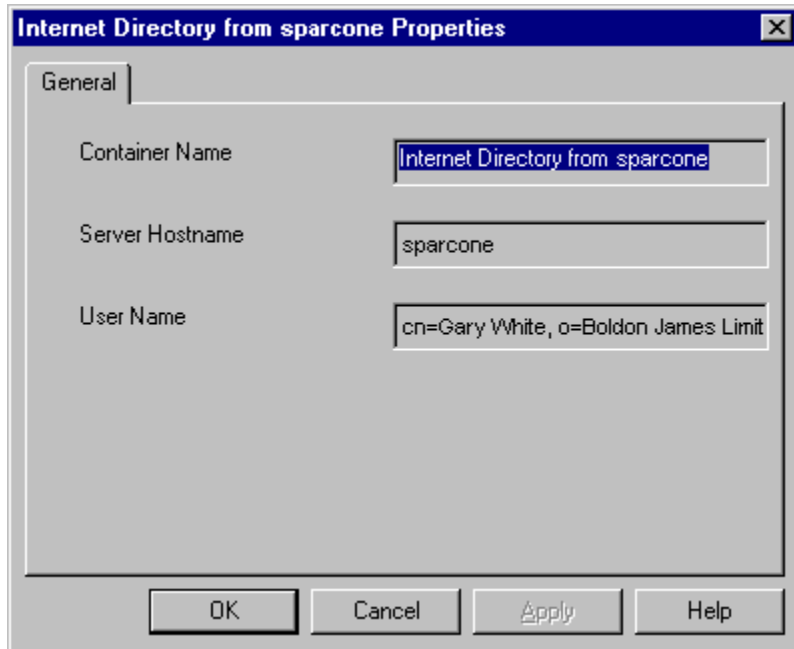 Internet Directory from sparcone Properties
General
Container Name
Internet Directory from sparcone
Server Hostname
sparcone
User Name
cn=Gary White, o=Boldon James Limit
OK
Cancel
Apply
Help